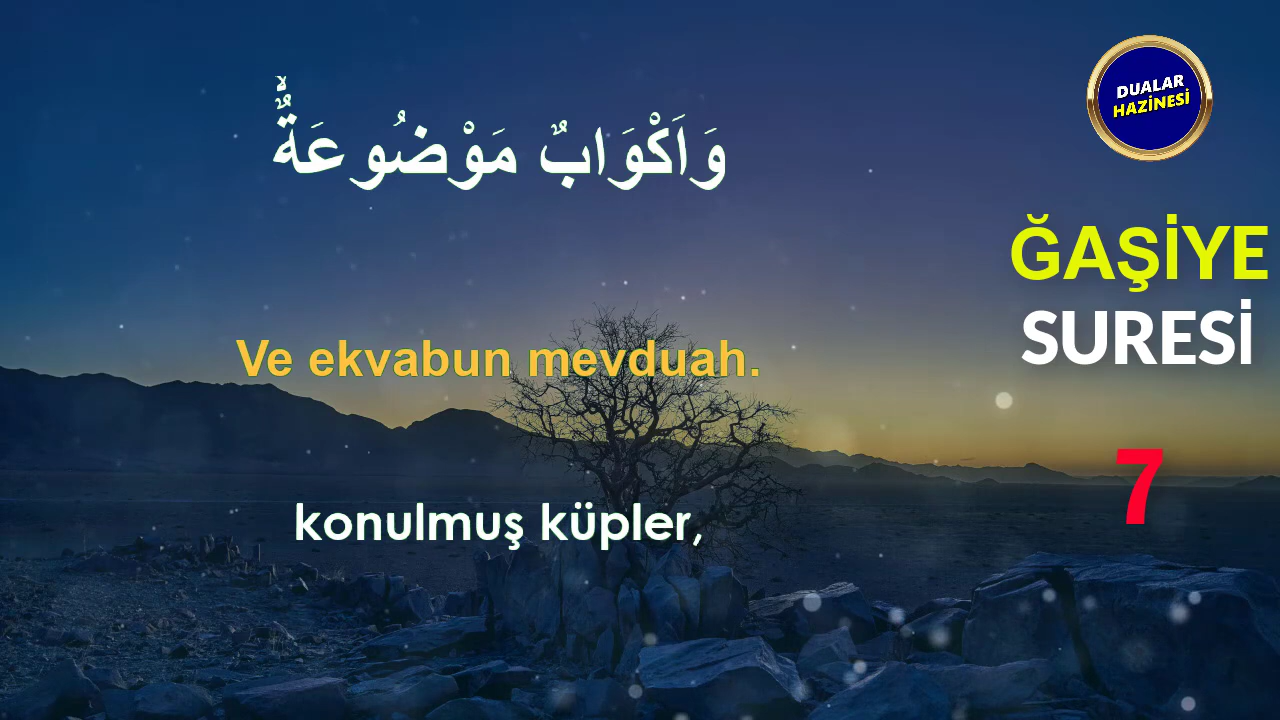 وَاَكْوَابٌ مَوْضُوعَةٌۙ
Ve ekvabun mevduah.
konulmuş küpler,
DUALAR
HAZİNESİ
ĞAŞİYE
SURESİ
7